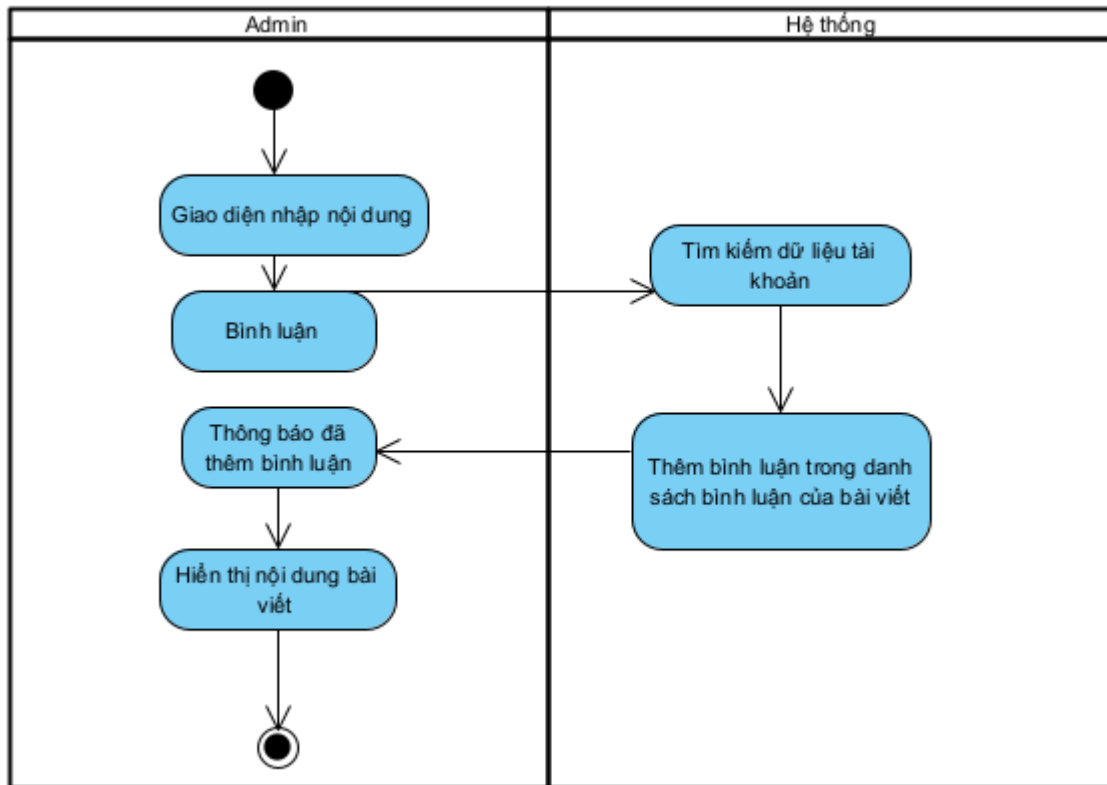 Admin
Hệ thống
Giao diện nhập nội dung
Tìm kiếm dữ liệu tài
khoản
Bình luận
Thông báo đã
thêm bình luận
Thêm bình luận trong danh
sách bình luận của bài viết
Hiển thị nội dung bài
viết